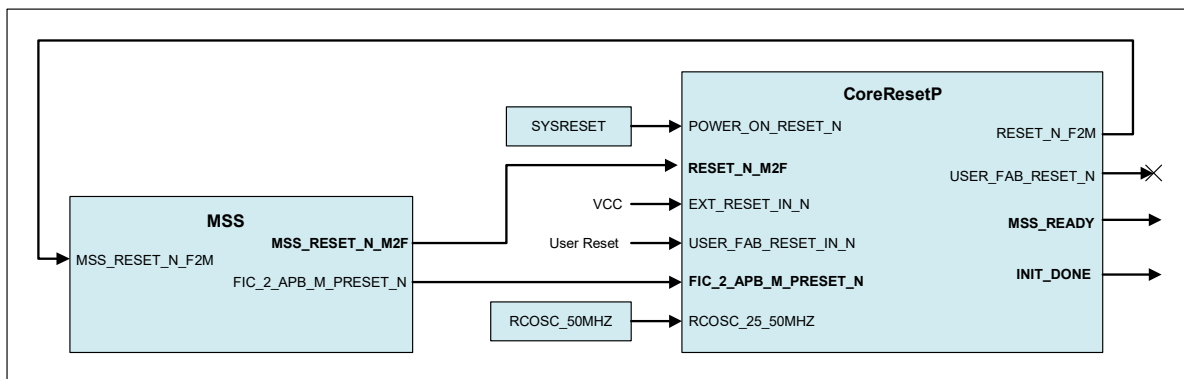 CoreResetP
SYSRESET
POWER_ON_RESET_N
RESET_N_F2M
RESET_N_M2F
USER_FAB_RESET_N
VCC
EXT_RESET_IN_N
MSS
MSS_READY
MSS_RESET_N_M2F
User Reset
USER_FAB_RESET_IN_N
MSS_RESET_N_F2M
INIT_DONE
FIC_2_APB_M_PRESET_N
FIC_2_APB_M_PRESET_N
RCOSC_50MHZ
RCOSC_25_50MHZ